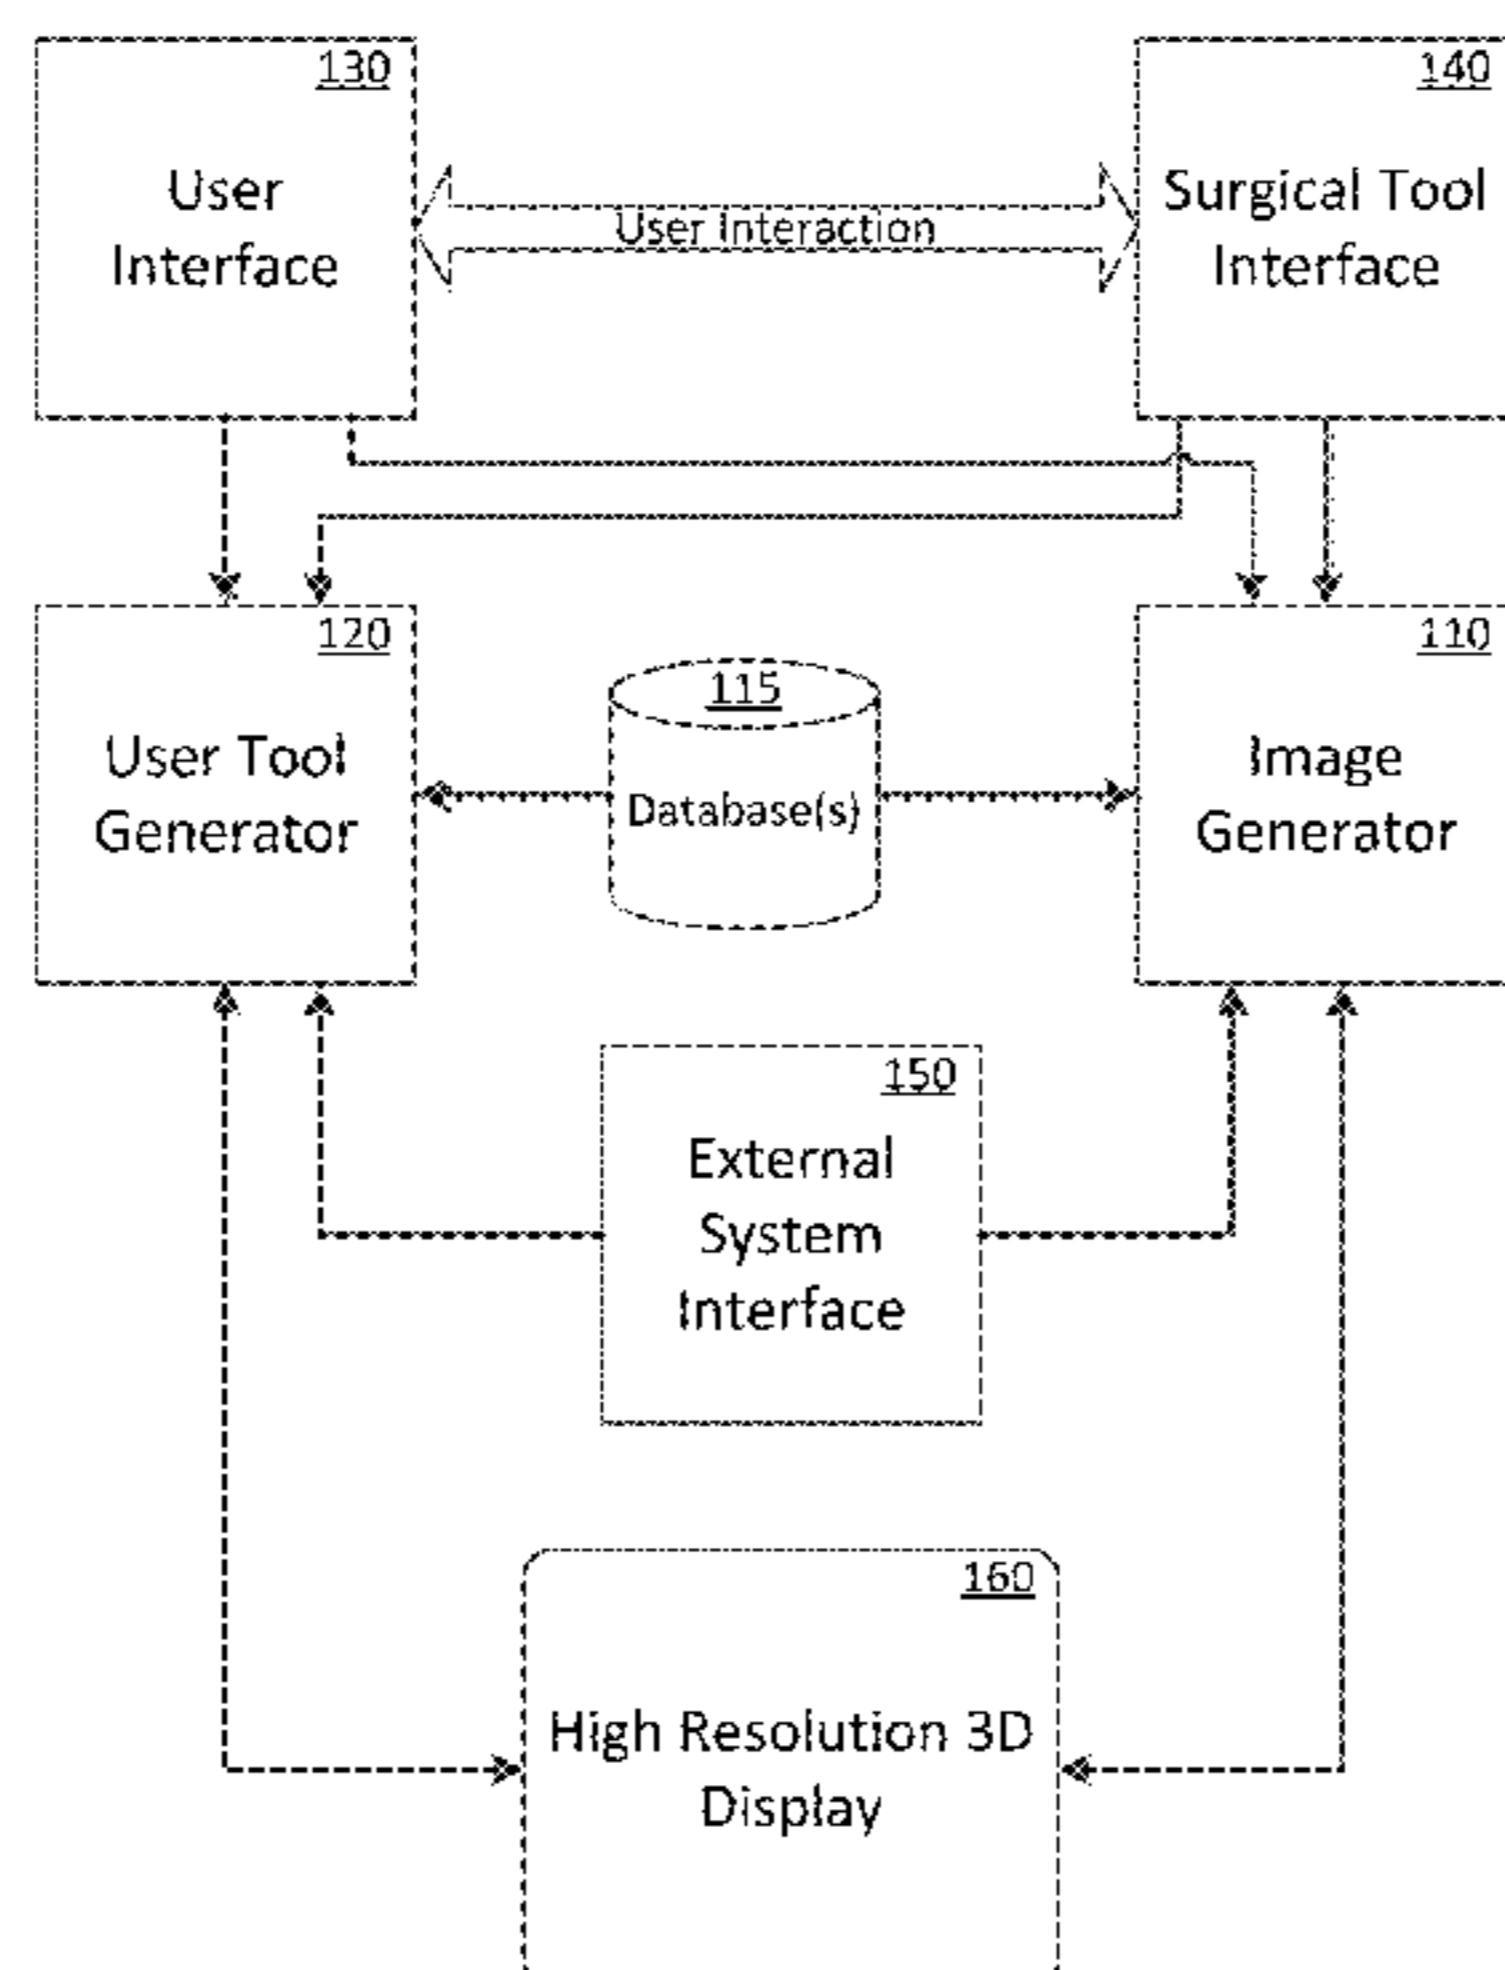 130
User
Interface
User Interaction
140
Surgical Tool
Interface
120
User Tool
Generator
115
Database(s)
110
Image
Generator
150
External
System
Interface
160
High Resolution 3D
Display